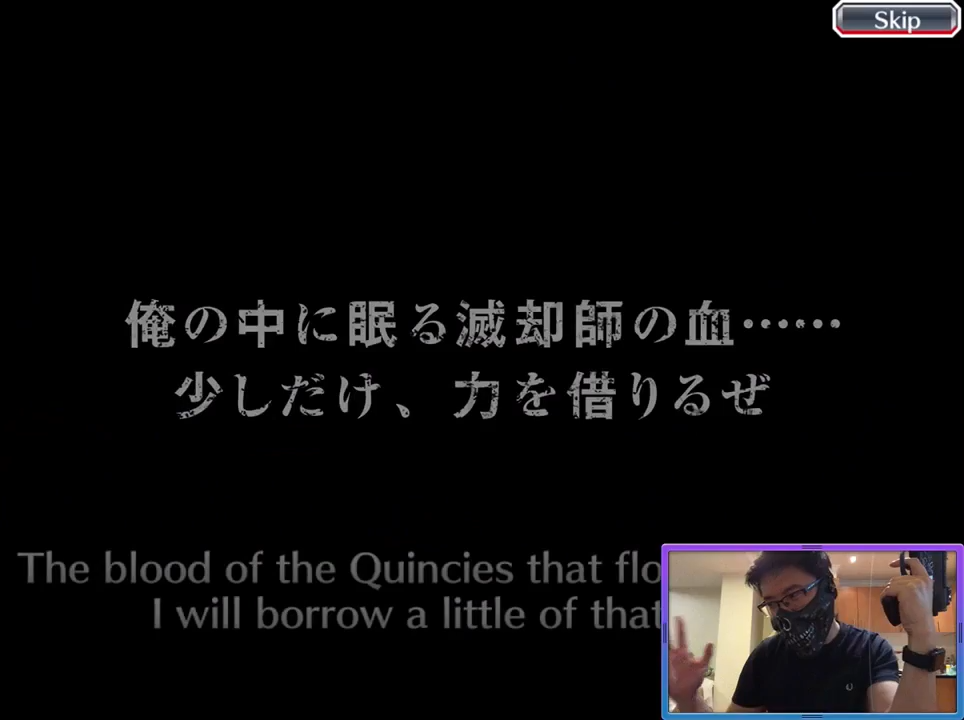 Skip
俺の中に眠る滅却師の血……
少しだけ、力を借りるぜ
The blood of the Quincies that
I will borrow a little of that